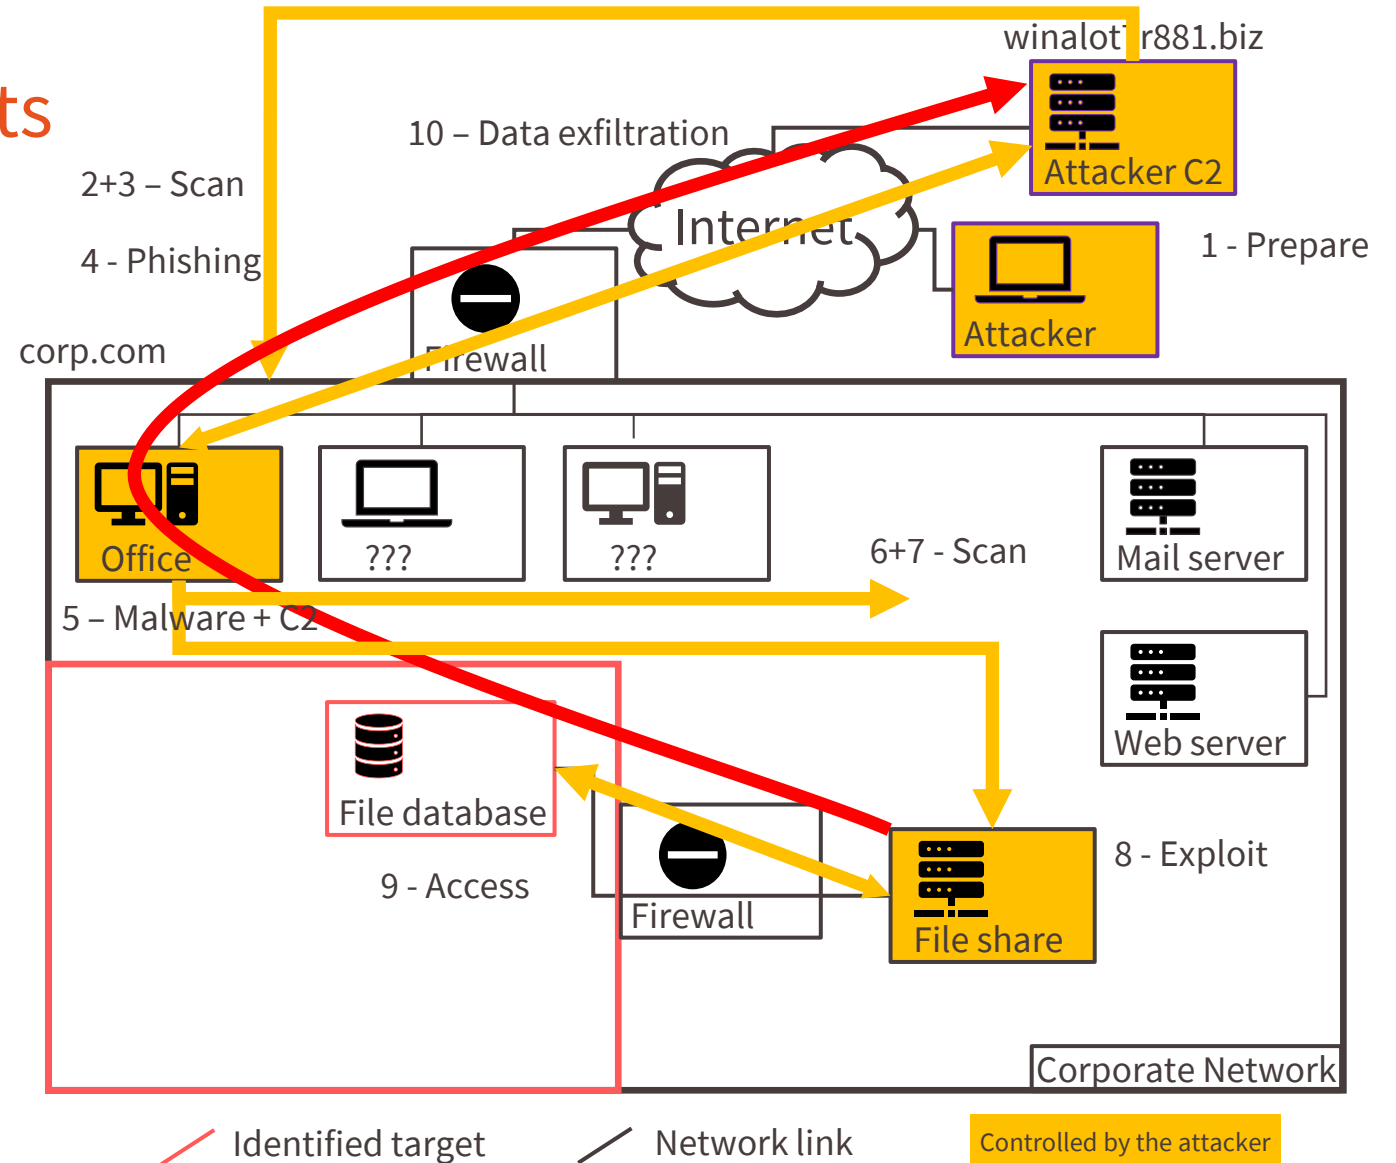 ts
winalot7r881.biz
10 – Data exfiltration
2+3 – Scan
Attacker C2
Internet
1 - Prepare
4 - Phishing
Attacker
corp.com
Firewall
Office
???
???
6+7 - Scan
Mail server
5 – Malware + C2
Web server
File database
8 - Exploit
9 - Access
Firewall
File share
Corporate Network
Identified target
Network link
Controlled by the attacker